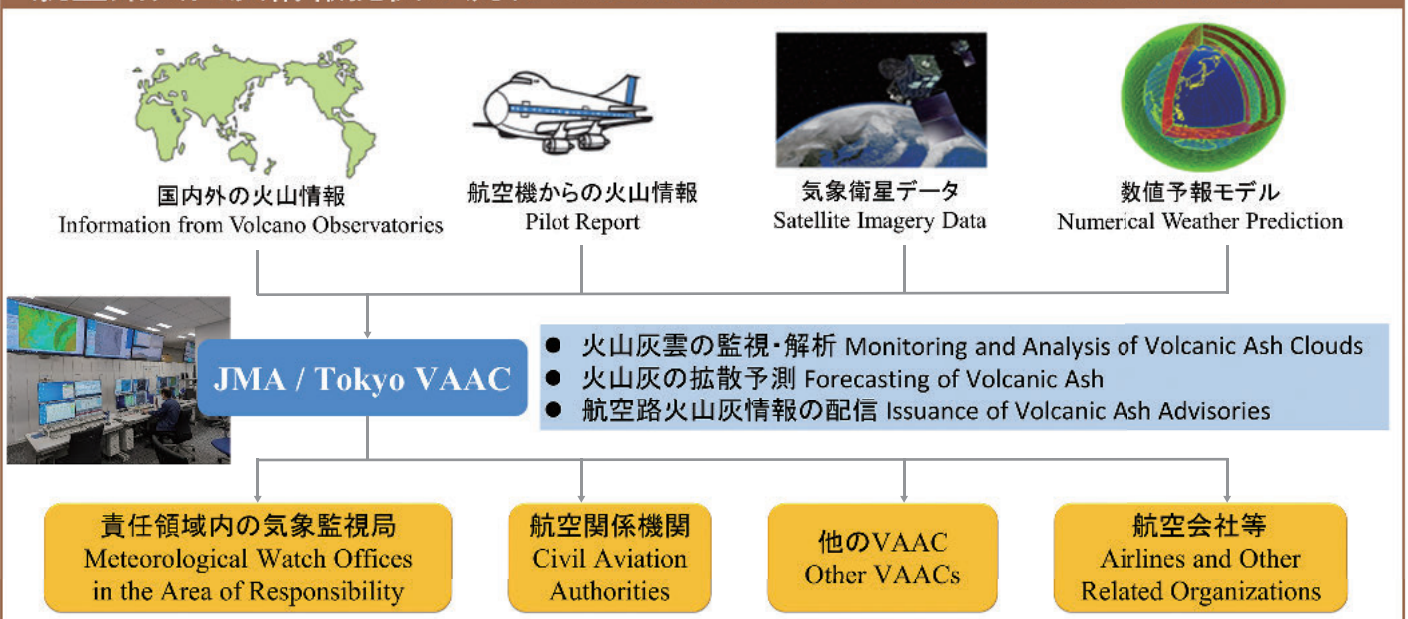 国内外の火山情報
Information from Volcano Observatories
航空機からの火山情報
Pilot Report
気象衛星データ
Satellite Imagery Data
数値予報モデル
Numerical Weather Prediction
JMA / Tokyo VAAC
● 火山灰雲の監視・解析 Monitoring and Analysis of Volcanic Ash Clouds
● 火山灰の拡散予測 Forecasting of Volcanic Ash
● 航空路火山灰情報の配信 Issuance of Volcanic Ash Advisories
責任領域内の気象監視局
Meteorological Watch Offices
in the Area of Responsibility
航空関係機関
Civil Aviation
Authorities
他のVAAC
Other VAACs
航空会社等
Airlines and Other
Related Organizations